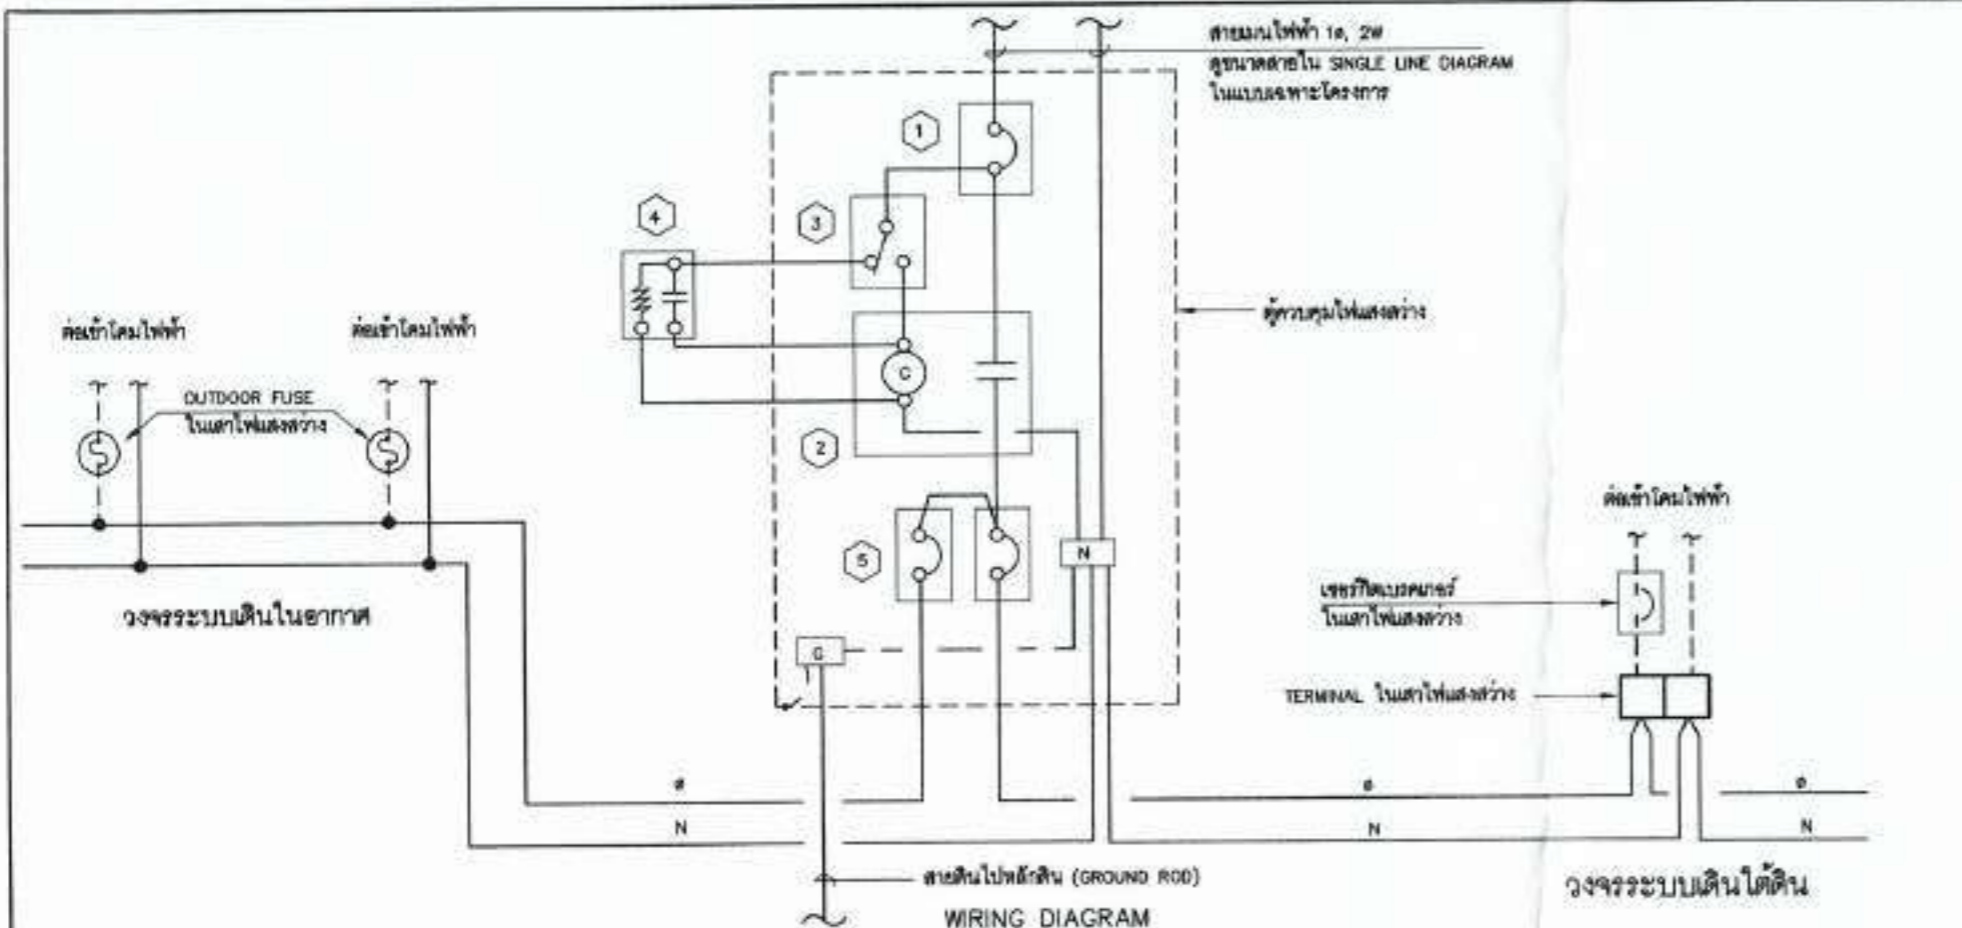 สายเมนไฟฟ้า 1ø, 2W
ดูขนาดสายใน SINGLE LINE DIAGRAM
ในแบบเฉพาะโครงการ
1
3
4
ตู้ควบคุมไฟแสงสว่าง
ต่อเข้าโคมไฟฟ้า
ต่อเข้าโคมไฟฟ้า
OUTDOOR FUSE
ในเสาไฟแสงสว่าง
C
2
ต่อเข้าโคมไฟฟ้า
5
N
เซอร์กิตเบรคเกอร์
ในเสาไฟแสงสว่าง
วงจรระบบเดินในอากาศ
G
TERMINAL ในเสาไฟแสงสว่าง
ø
ø
ø
N
N
N
สายดินไปหลักดิน (GROUND ROD)
วงจรระบบเดินใต้ดิน
WIRING DIAGRAM